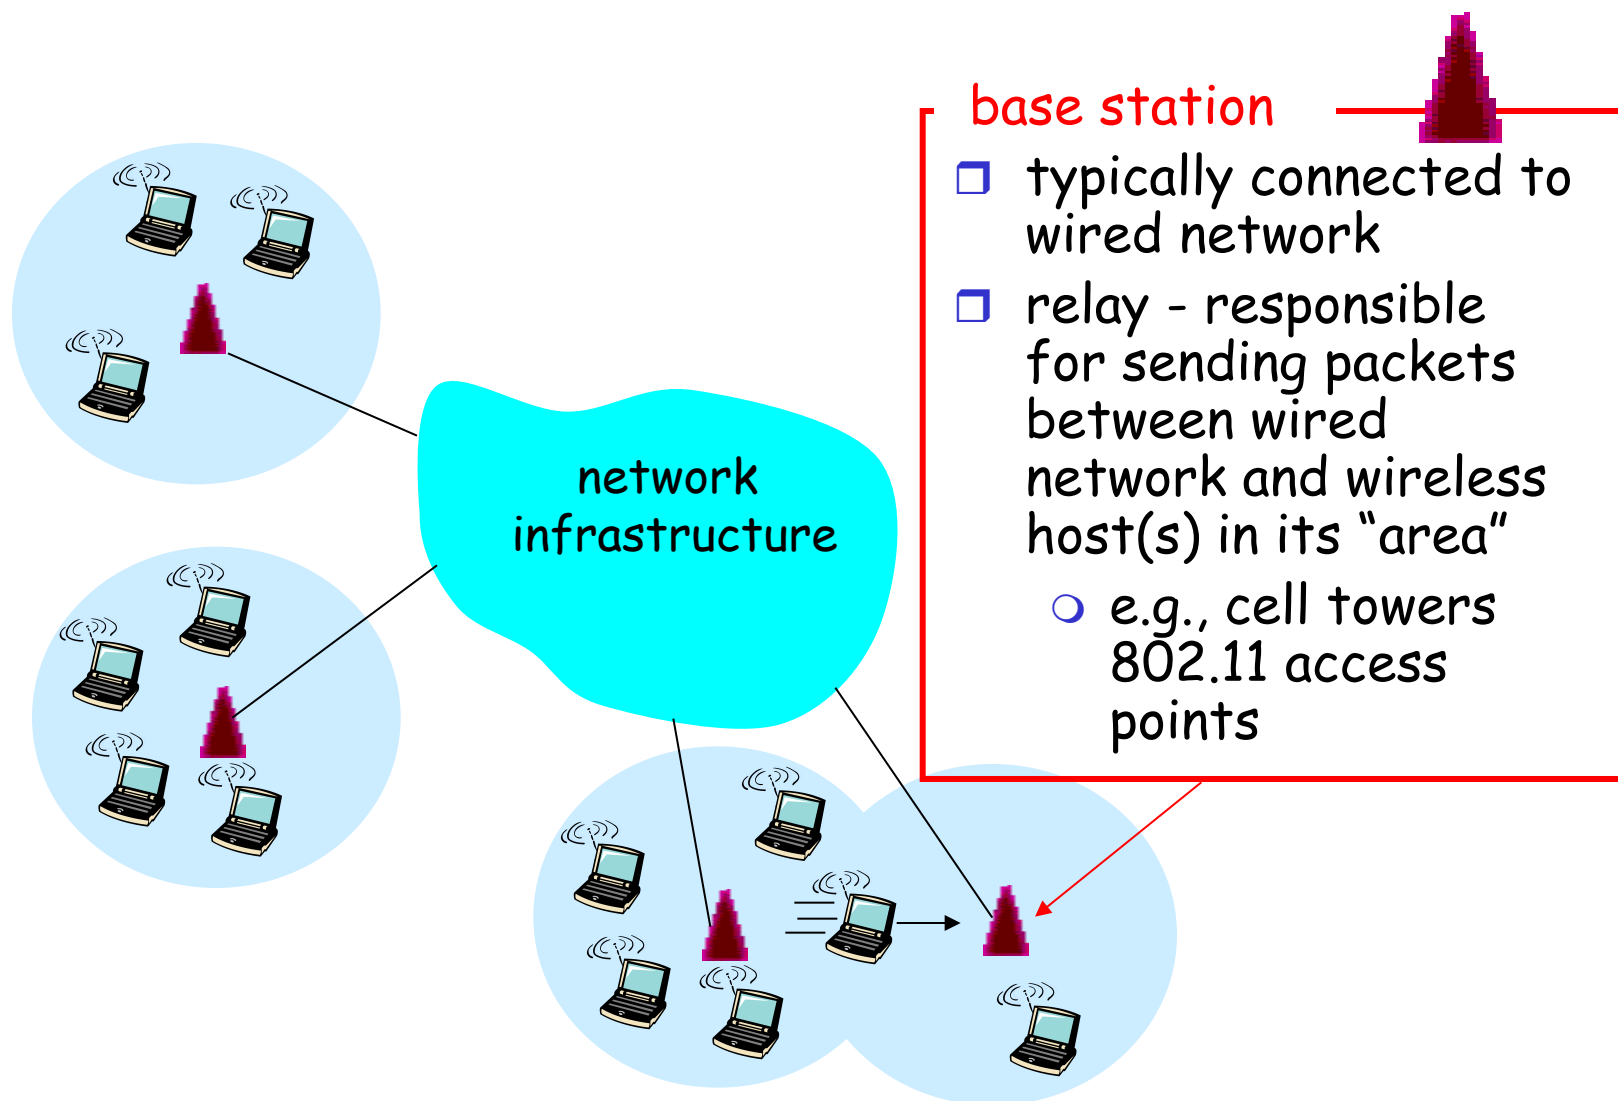 base station
typically connected to
wired network
relay - responsible
for sending packets
between wired
network and wireless
host(s) in its “area”
e.g., cell towers
802.11 access
points
network
infrastructure